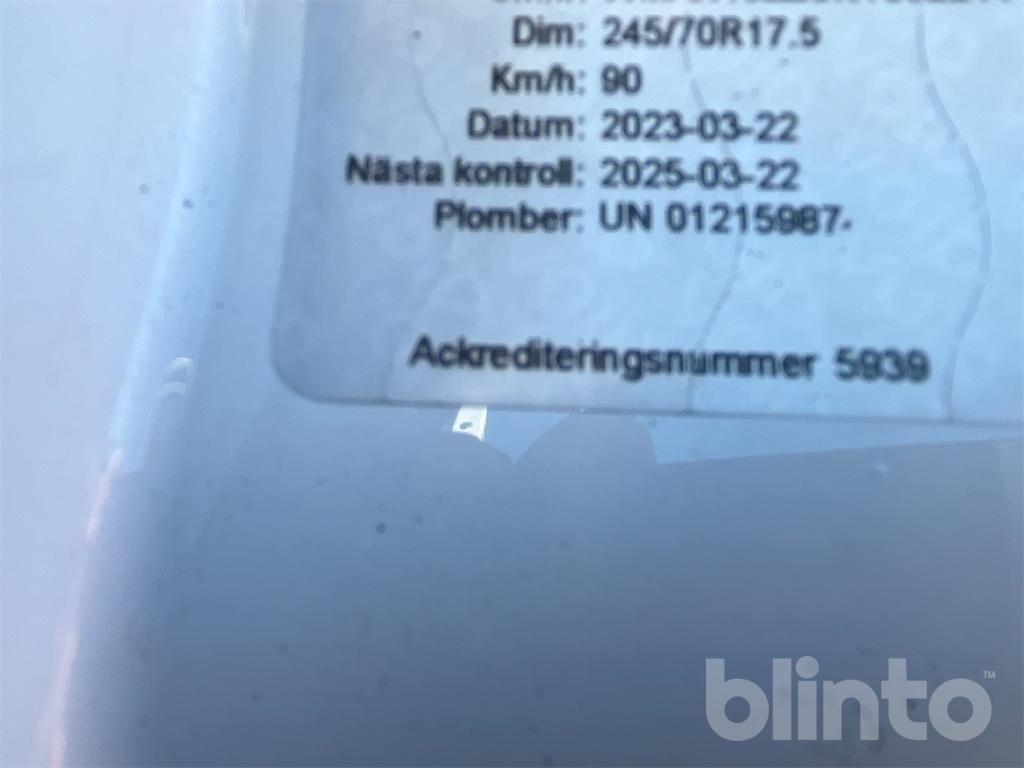 Dim: 245/70R17.5
Km/h: 90
Datum: 2023-03-22
Nästa kontroll: 2025-03-22
Plomber: UN 01215987
Ackrediteringsnummer 5939
blinto™